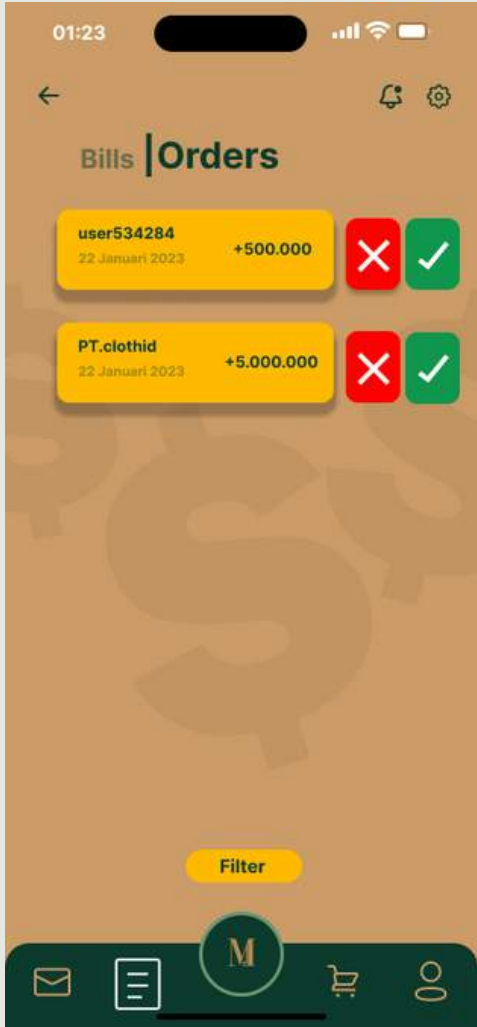 01:23
Bills |Orders
user534284
+500.000
22 Januari 2023
PT.clothid
+5.000.000
22 Januari 2023
Filter
M